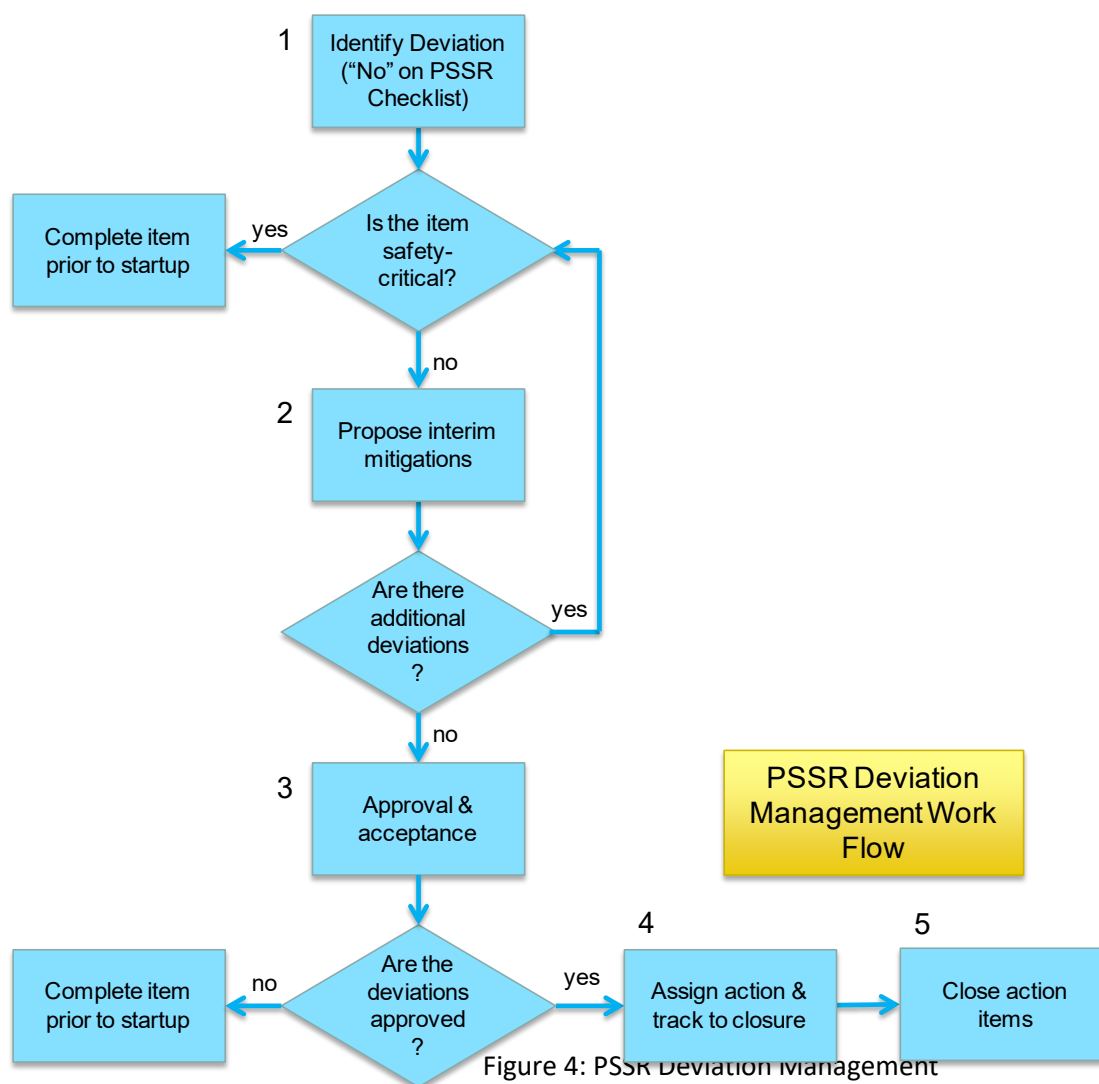 1
Identify Deviation
(“No” on PSSR
Checklist)
Is the item
safety-
critical?
yes
Complete item
prior to startup
no
2
Propose interim
mitigations
Are there
additional
deviations
?
yes
no
3
Approval &
acceptance
PSSR Deviation
Management Work
Flow
Are the
deviations
approved
?
no
Complete item
prior to startup
yes
4
Assign action &
track to closure
5
Close action
items
Figure 4: PSSR Deviation Management